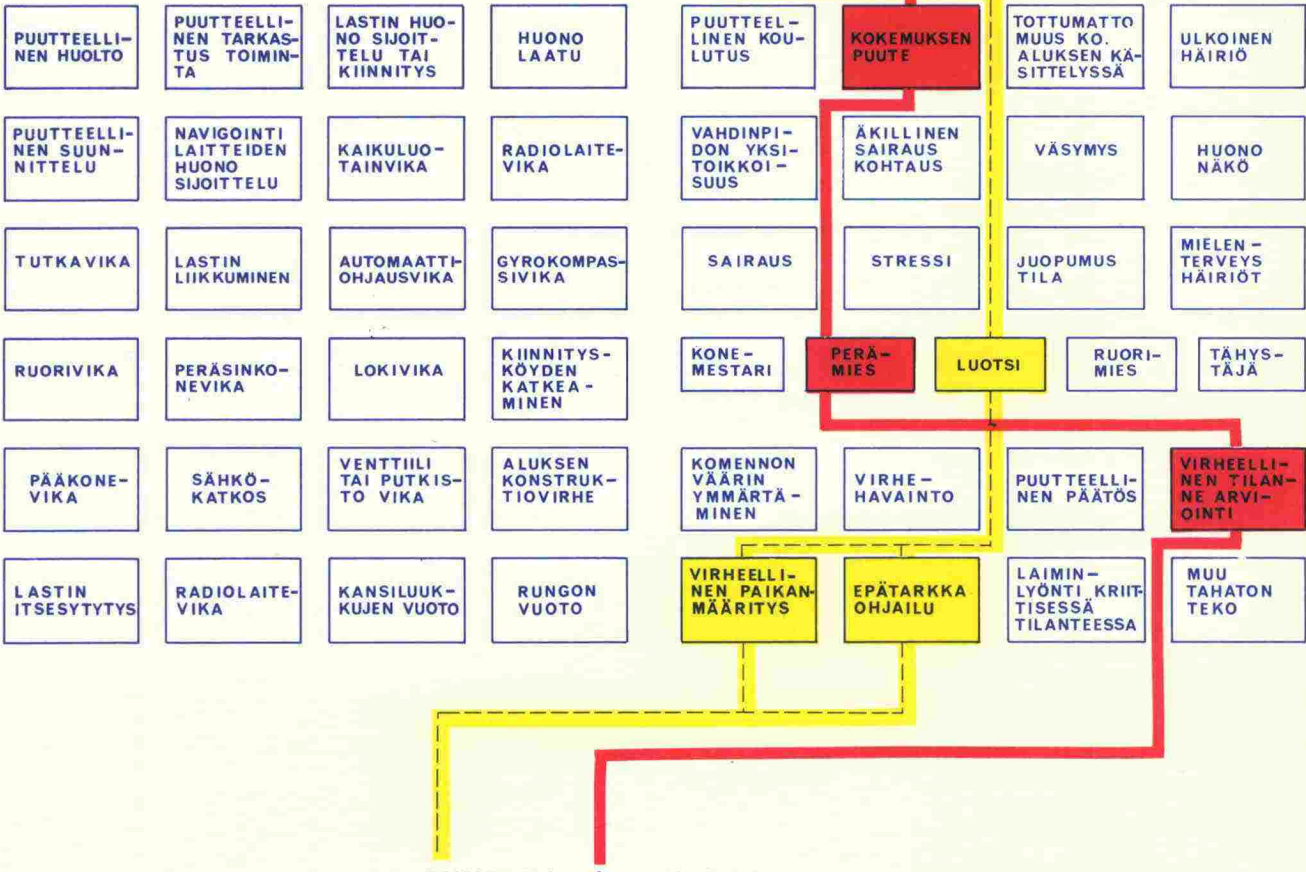 PUUTTEELLI-
NEN HUOLTO
PUUTTEELLI-
NEN TARKAS-
TUS TOIMIN-
TA
LASTIN HUO-
NO SIJOIT-
TELU TAI
KIINNITYS
HUONO
LAATU
PUUTTEEL-
LINEN KOU-
LUTUS
KOKEMUKSEN
PUUTE
TOTTUMATTO
MUUS KO.
ALUKSEN KÄ-
SITTELYSSÄ
ULKOINEN
HÄIRIÖ
PUUTTEELLI-
NEN SUUN-
NITTELU
NAVIGOINTI
LAITTEIDEN
HUONO
SIJOITTELU
KAIKULUO-
TAINVIKA
RADIOLAITE-
VIKA
VAHDINPI-
DON YKSI-
TOIKKOI-
SUUS
ÄKILLINEN
SAIRAUS
KOHTAUS
VÄSYMYS
HUONO
NÄKÖ
TUTKAVIKA
LASTIN
LIIKKUMINEN
AUTOMAATTI-
OHJAUSVIKA
GYROKOMPAS-
SIVIKA
SAIRAUS
STRESSI
JUOPUMUS
TILA
MIELEN-
TERVEYS
HÄIRIÖT
RUORIVIKA
PERÄSINKO-
NEVIKA
LOKIVIKA
KIINNITYS-
KÖYDEN
KATKEA-
MINEN
KONE-
MESTARI
PERÄ-
MIES
LUOTSI
RUORI-
MIES
TÄHYS-
TÄJÄ
PÄÄKONE-
VIKA
SÄHKÖ-
KATKOS
VENTTIILI
TAI PUTKIS-
TO VIKA
ALUKSEN
KONSTRUK-
TIOVIRHE
KOMENNON
VÄÄRIN
YMMÄRTÄ-
MINEN
VIRHE-
HAVAINTO
PUUTTEELLI-
NEN PÄÄTÖS
VIRHEELLI-
NEN TILAN-
NE ARVI-
OINTI
LASTIN
ITSESYTYTYS
RADIOLAITE-
VIKA
KANSILUUK-
KUJEN VUOTO
RUNGON
VUOTO
VIRHEELLI-
NEN PAIKAN-
MÄÄRITYS
EPÄTARKKA
OHJAILU
LAIMIN-
LYÖNTI KRIIT-
TISESSÄ
TILANTEESSA
MUU
TAHATON
TEKO